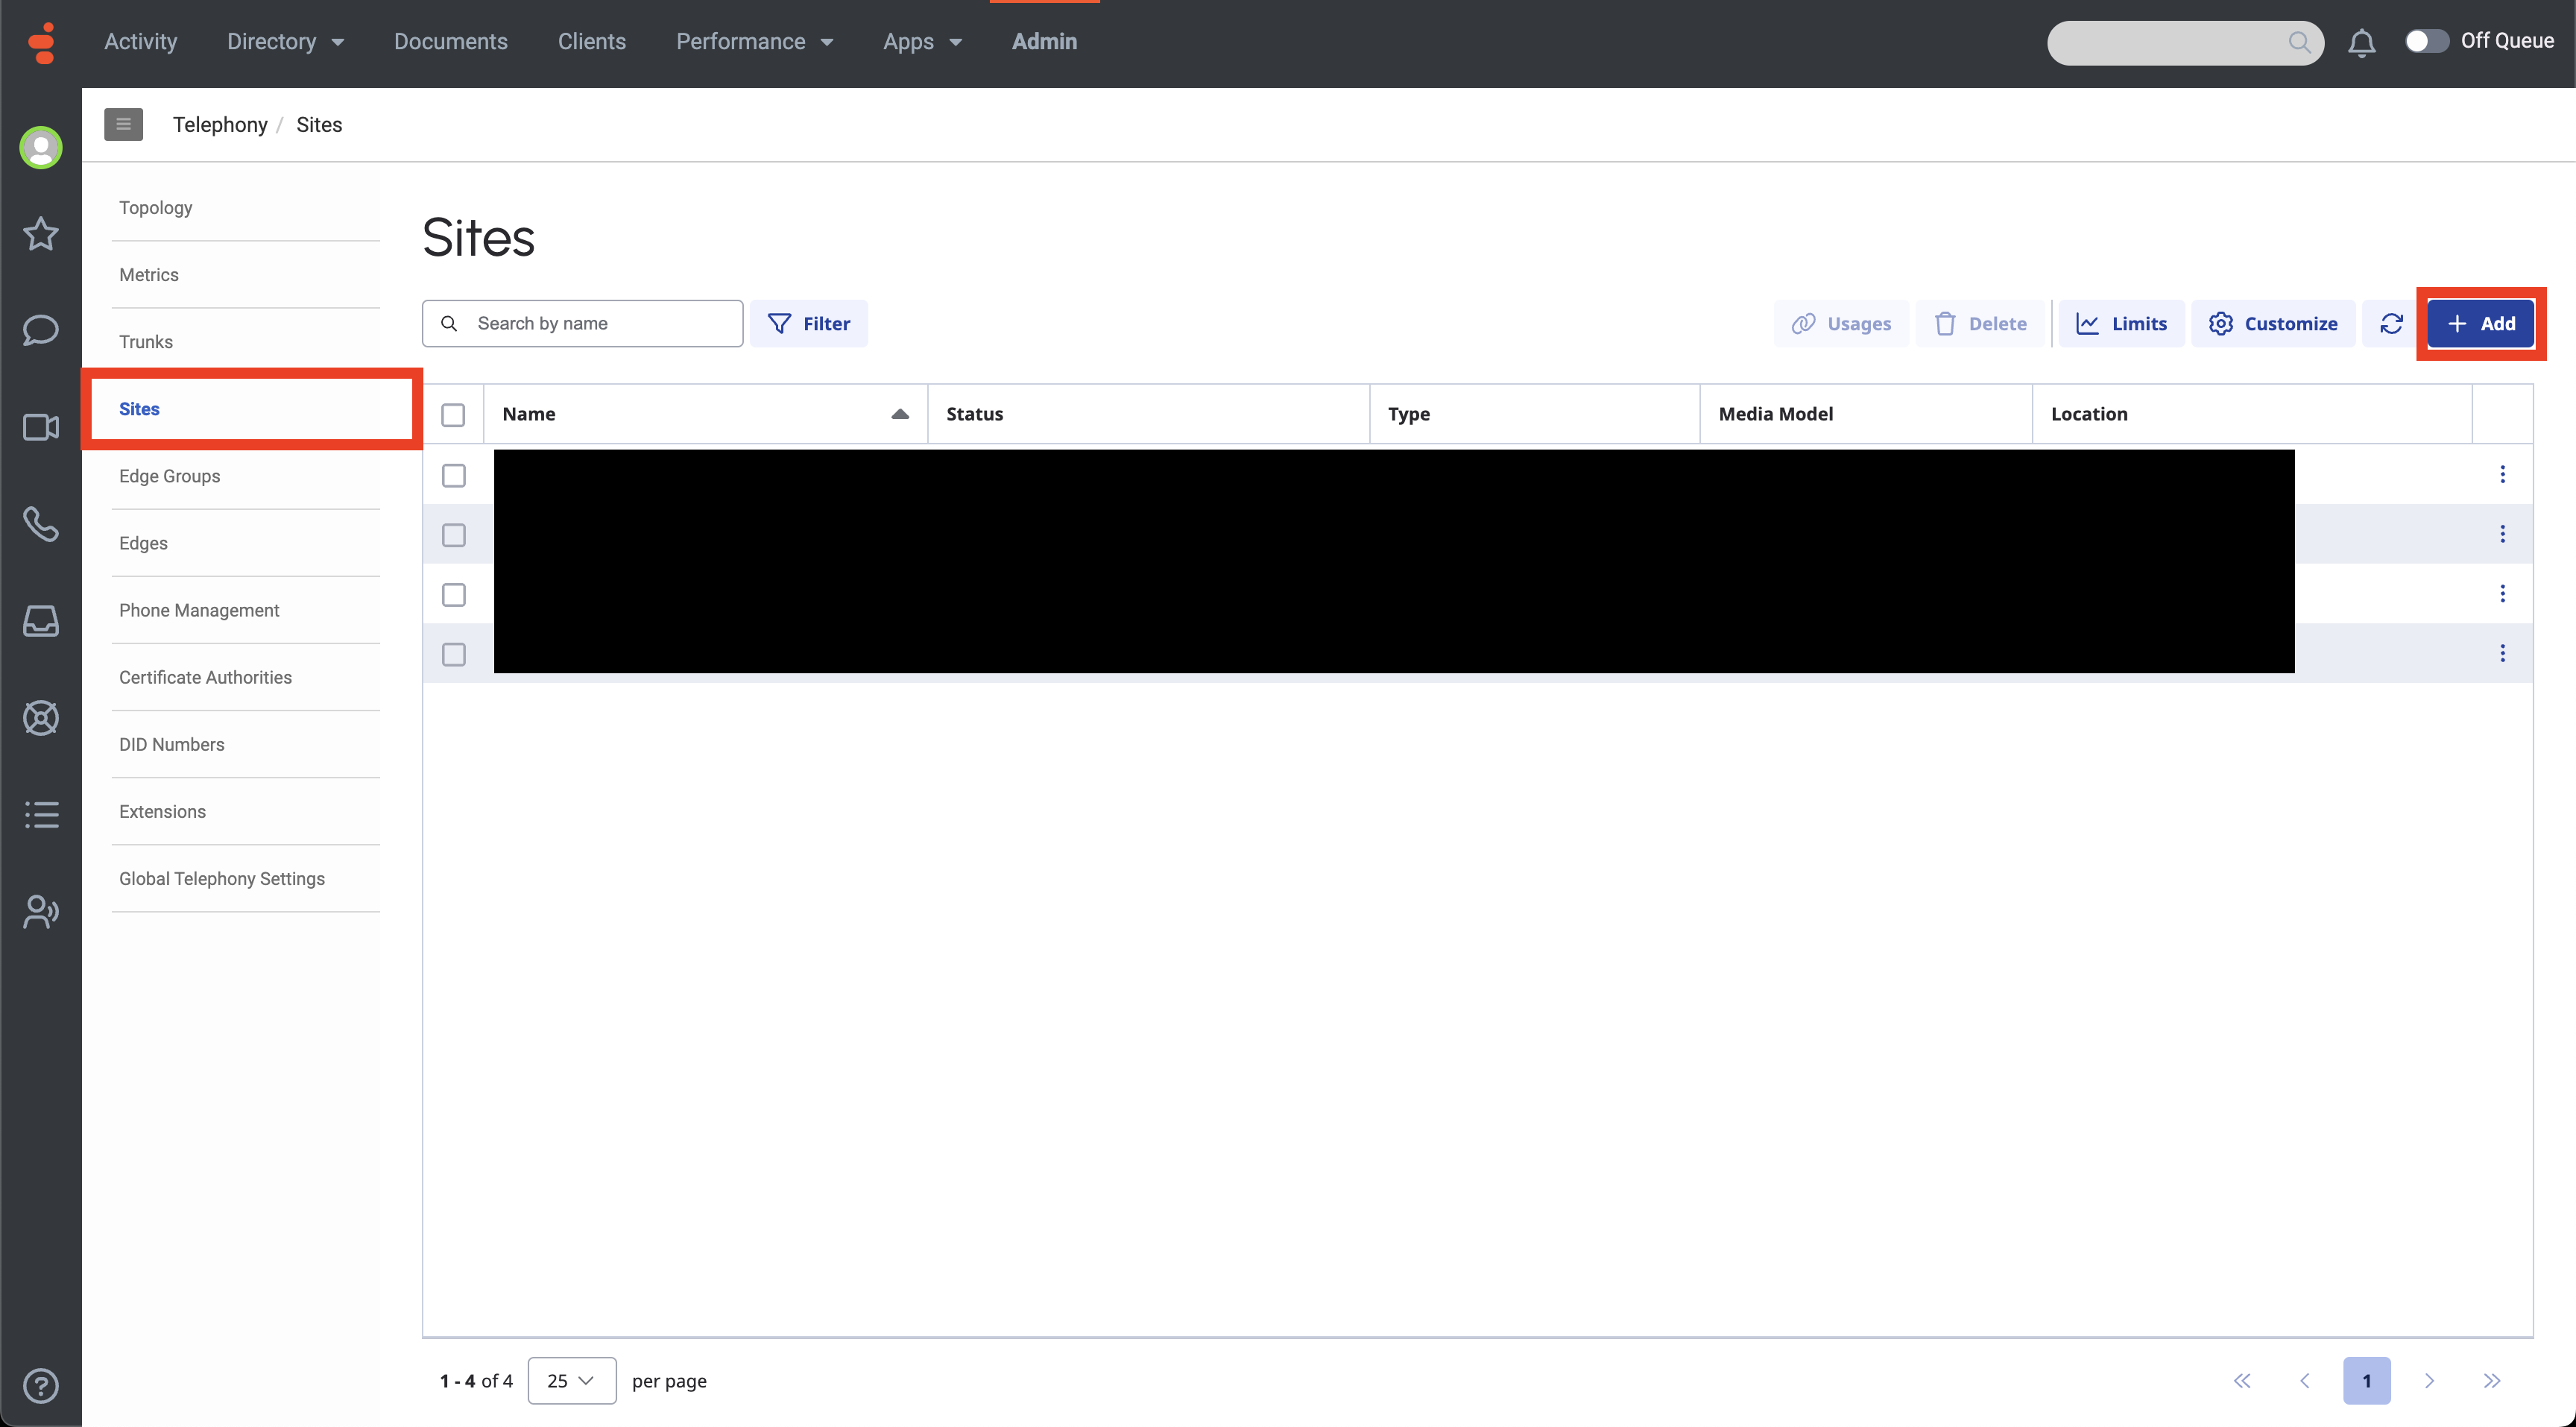 Activity Directory Documents Clients Performance Apps Admin Off Queue
Telephony / Sites
Topology
Metrics
Trunks
Sites
Edge Groups
Edges
Phone Management
Certificate Authorities
DID Numbers
Extensions
Global Telephony Settings
Sites
Search by name Filter Usages Delete Limits Customize Add
Name Status Type Media Model Location
1 - 4 of 4 25 per page 1